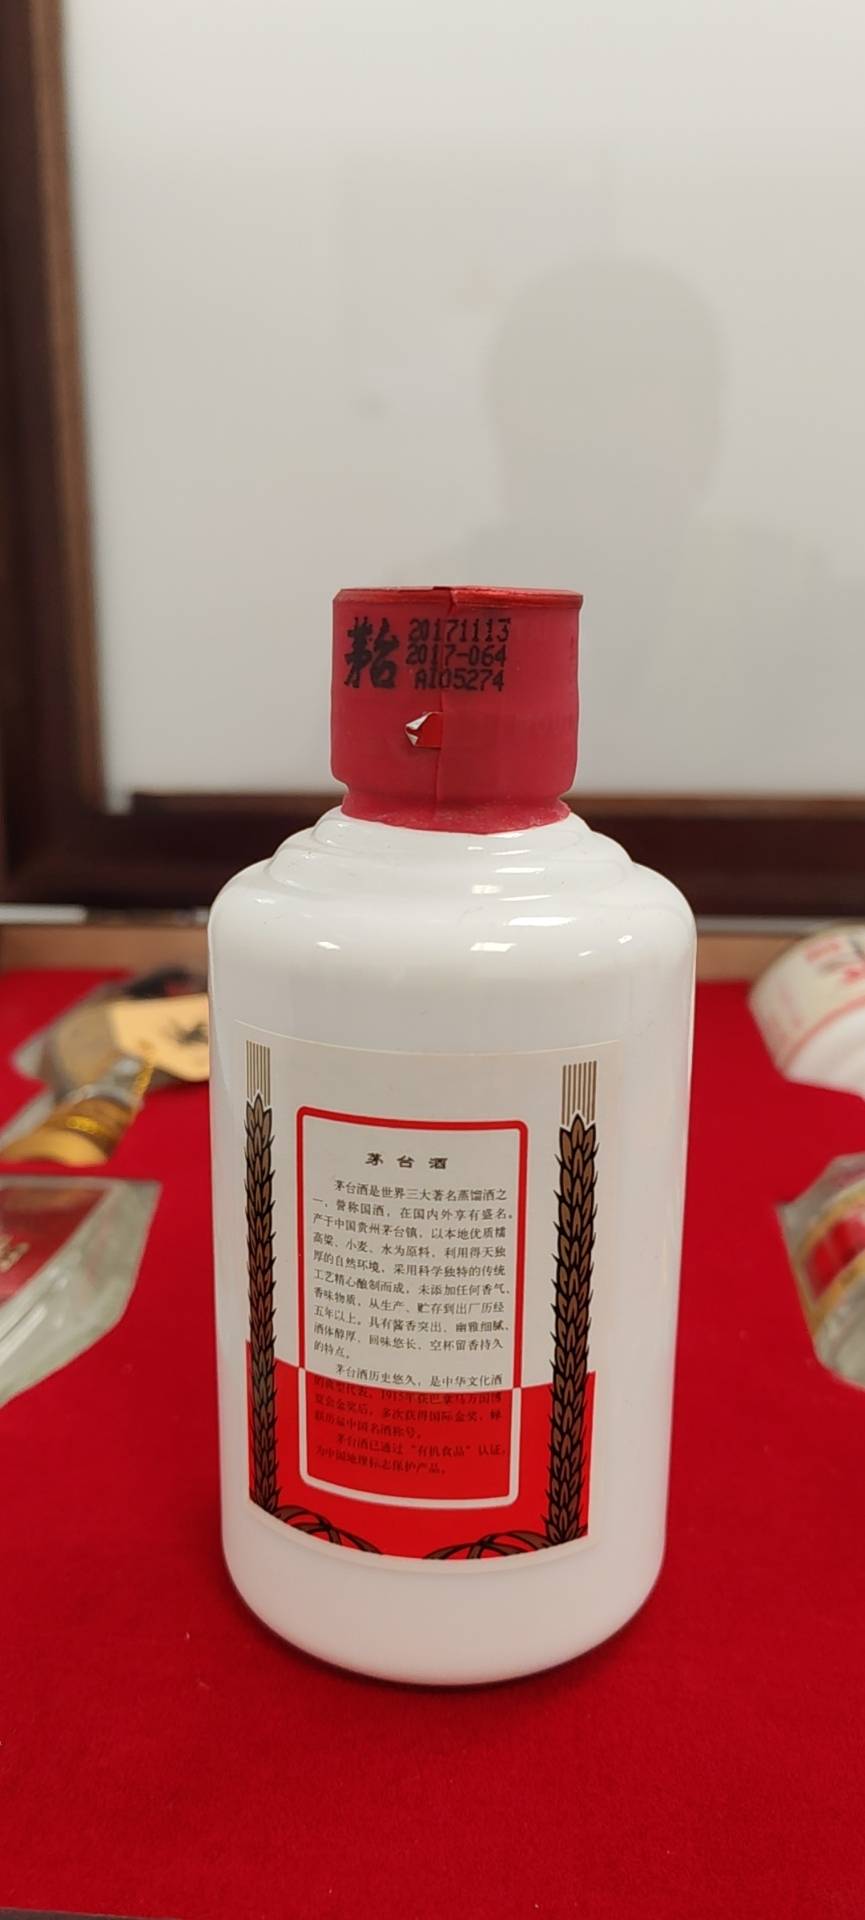 茅台
20171113
2017-064
A105274
茅台酒
茅台酒是世界三大著名蒸馏酒之
一，誉称国酒，在国内外享有盛名。
产于中国贵州茅台镇，以本地优质糯
高粱、小麦、水为原料，利用得天独
厚的自然环境，采用科学独特的传统
工艺精心酿制而成，未添加任何香气、
香味物质，从生产、贮存到出厂历经
五年以上。具有酱香突出、幽雅细腻、
酒体醇厚、回味悠长、空杯留香持久
的特点。
茅台酒历史悠久，是中华文化酒
的典型代表，1915年获巴拿马万国博
览会金奖后，多次获得国际金奖，蝉
联历届中国名酒称号。
茅台酒已通过“有机食品”认证，
为中国地理标志保护产品。